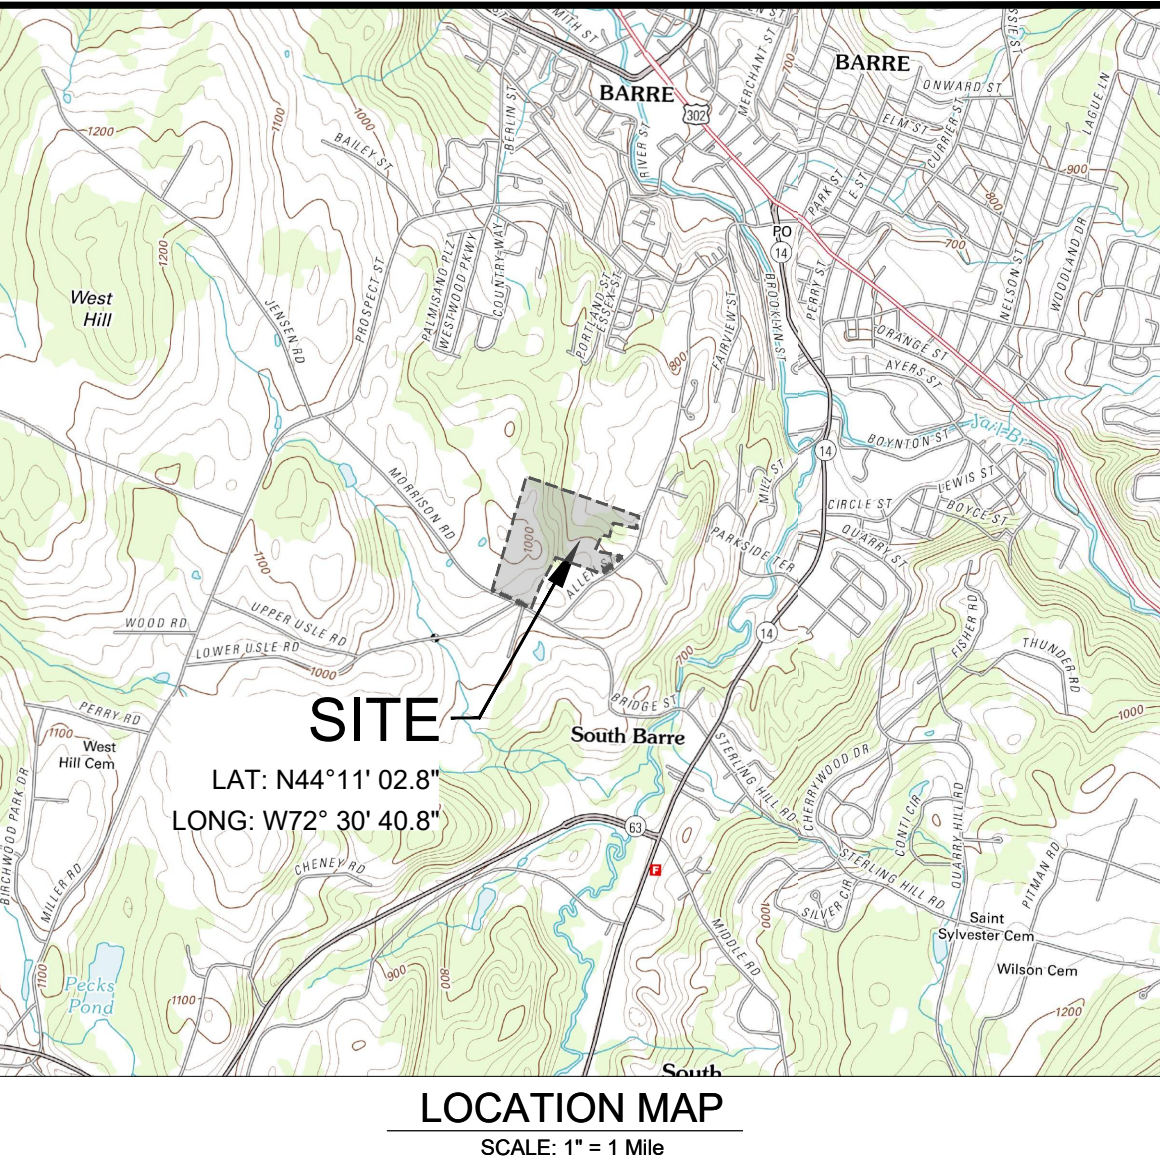 SMITH ST
BARRE
BARRE
302
MERCHANT ST
700
ONWARD ST
ELM ST
CURRIER ST
LAGUE LN
1200
1100
1000
BAILEY ST
BERLIN ST
RIVER ST
PARK ST
E ST
900
800
700
WOODLAND DR
NELSON ST
PO
14
1200
West
Hill
JENSEN RD
PROSPECT ST
PALMISANO PLZ
WESTWOOD PKWY
COUNTRY WAY
PORTLAND ST
ESSEX ST
FAIRVIEW ST
BROOKLYN ST
PERRY ST
ORANGE ST
AYERS ST
800
Jail Br
BOYNTON ST
14
MORRISON RD
MILL ST
LEWIS ST
BOYCE ST
CIRCLE ST
QUARRY ST
PARKSIDE TER
1000
1100
ALLEN S
UPPER USLE RD
WOOD RD
LOWER USLE RD
1000
14
FISHER RD
THUNDER RD
700
BRIDGE ST
PERRY RD
1100
West
Hill Cem
SITE
LAT: N44°11' 02.8"
LONG: W72° 30' 40.8"
South Barre
1000
STERLING HILL RD
CHERRYWOOD DR
CONTI CIR
QUARRY HILL RD
PITMAN RD
BIRCHWOOD PARK DR
MILLER RD
CHENEY RD
63
F
STERLING HILL RD
SILVER CIR
1000
Saint
Sylvester Cem
MIDDLE RD
Wilson Cem
Pecks
Pond
1100
1100
900
800
1200
South
LOCATION MAP
SCALE: 1" = 1 Mile